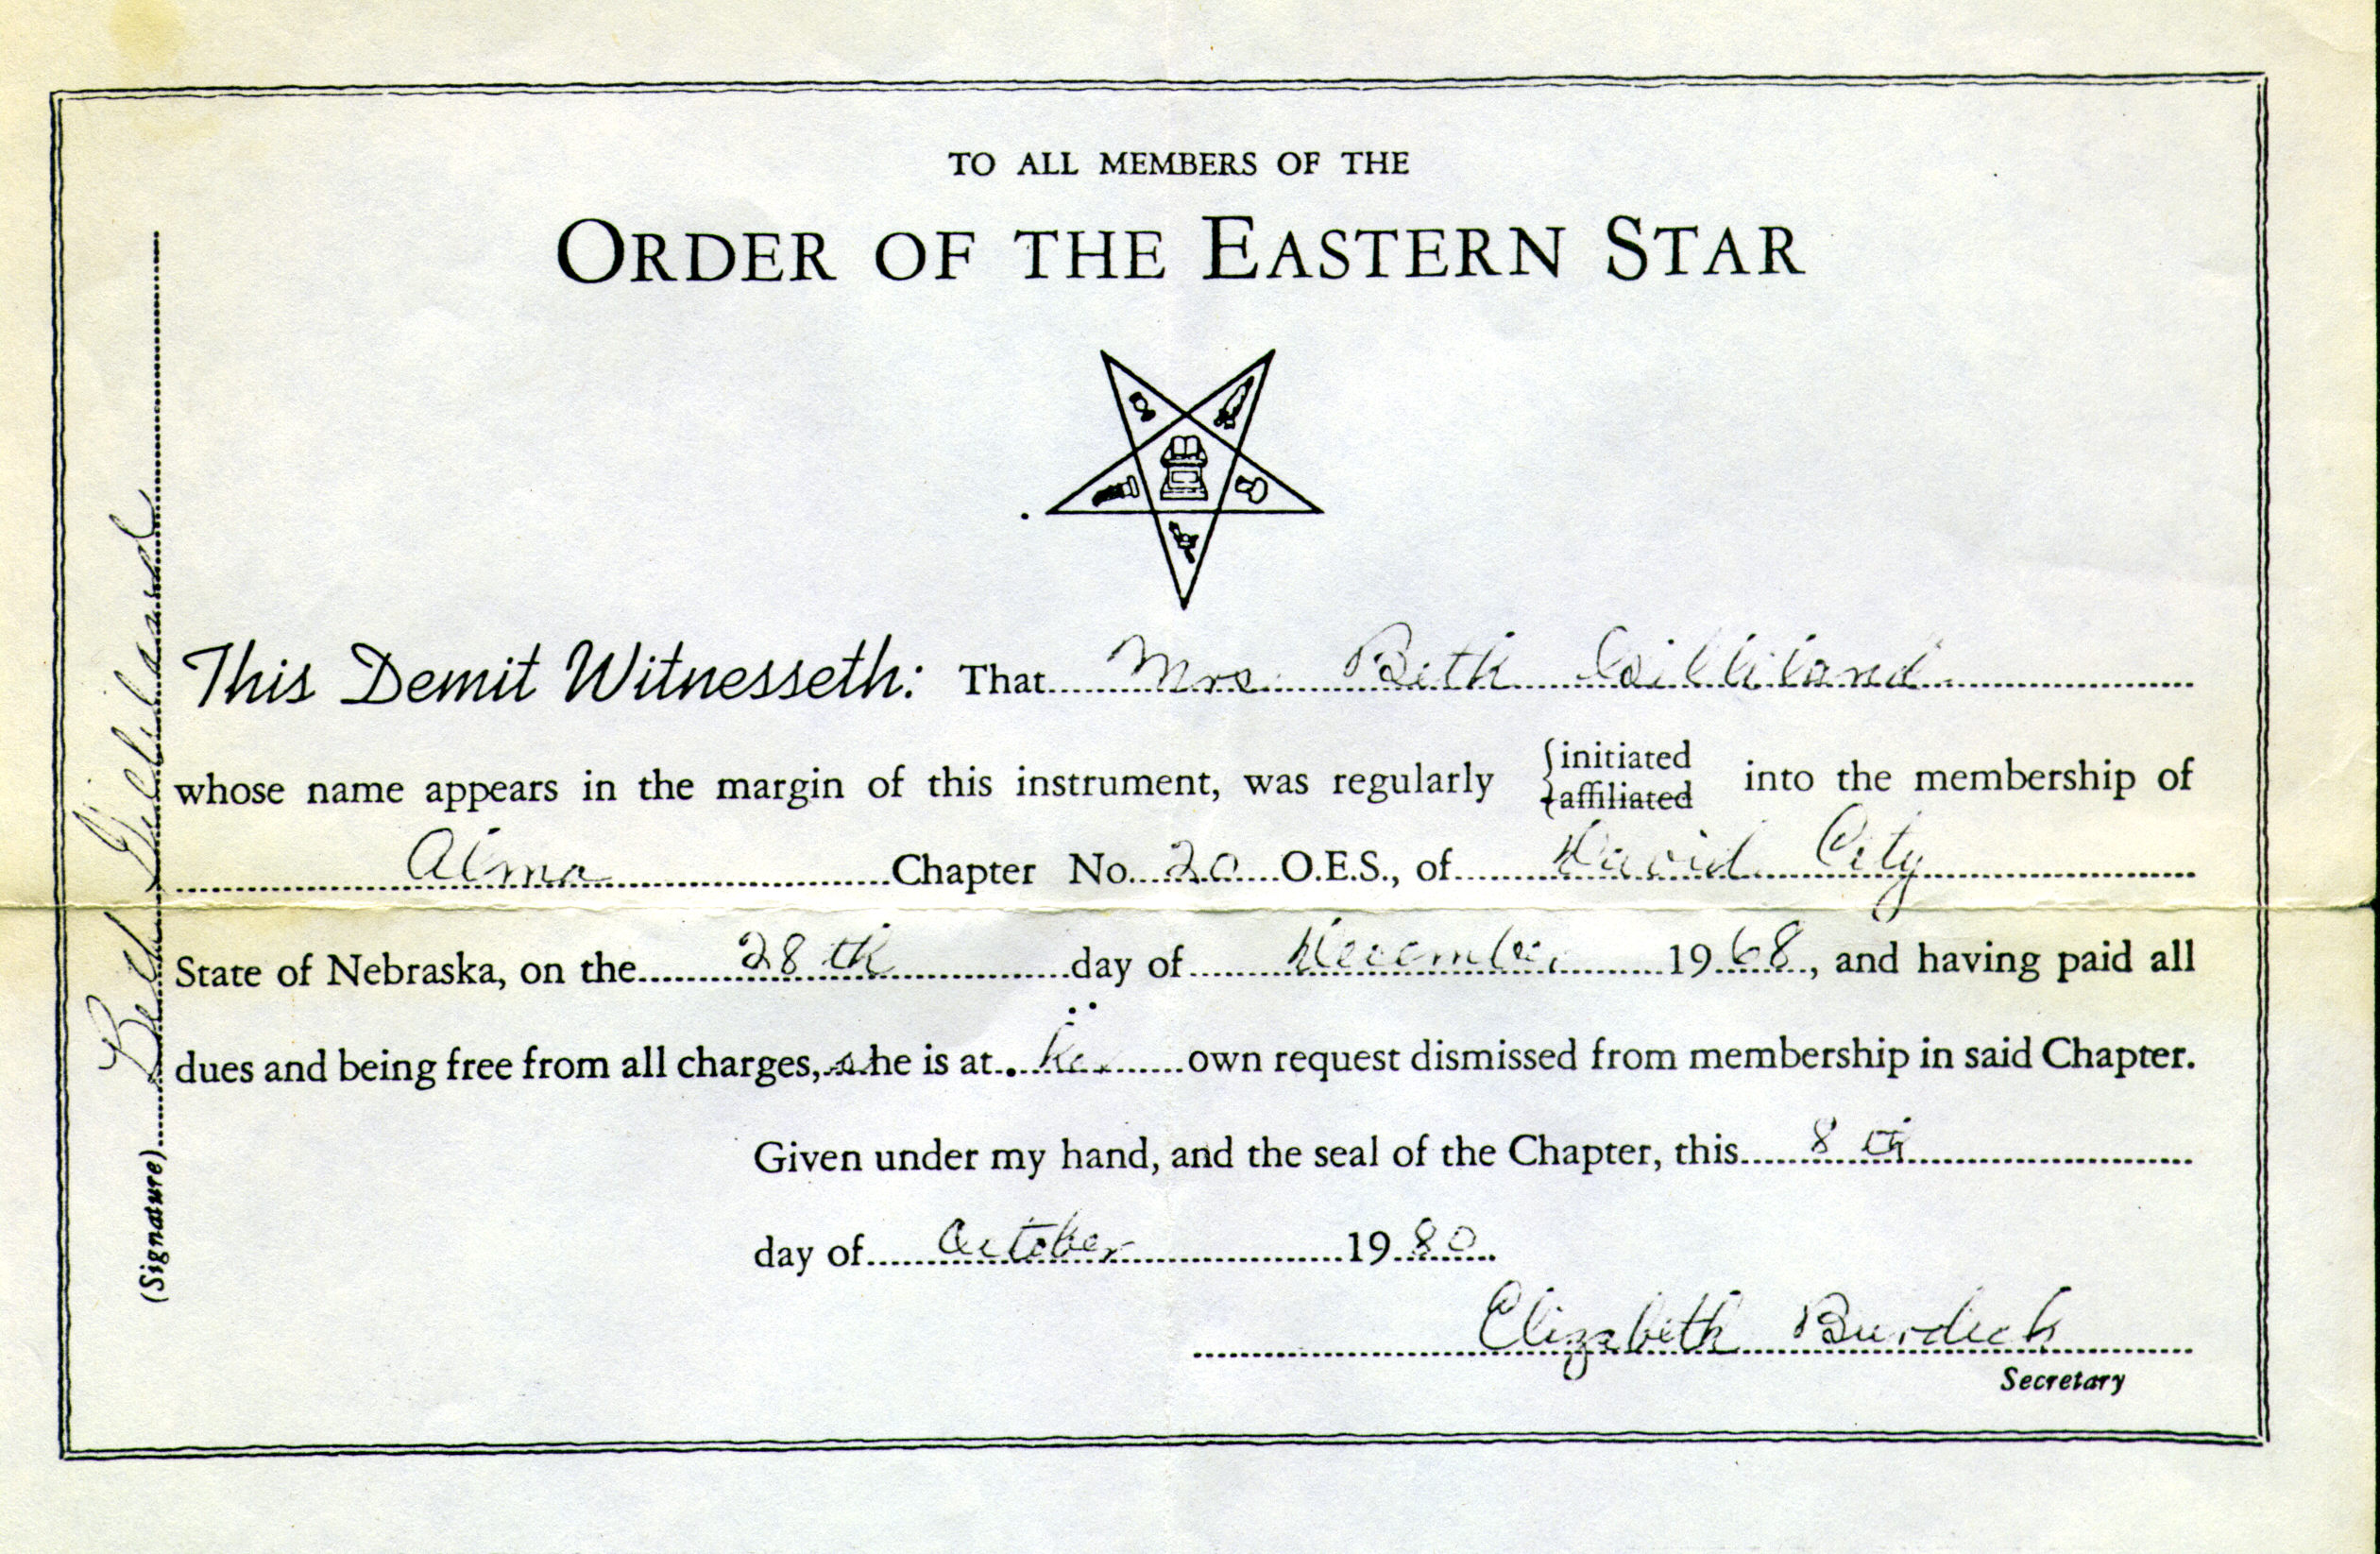 TO ALL MEMBERS OF THE
ORDER OF THE EASTERN STAR
This Demit Witnesseth: That Mrs. Beth Gilliland
whose name appears in the margin of this instrument, was regularly {initiated affiliated into the membership of
Alma Chapter No. 20 O.E.S., of David City
State of Nebraska, on the 28th day of December 1968, and having paid all
dues and being free from all charges, she is at her own request dismissed from membership in said Chapter.
Given under my hand, and the seal of the Chapter, this 8th
day of October 1980.
Elizabeth Burdick
Secretary
(Signature) Beth Gilliland